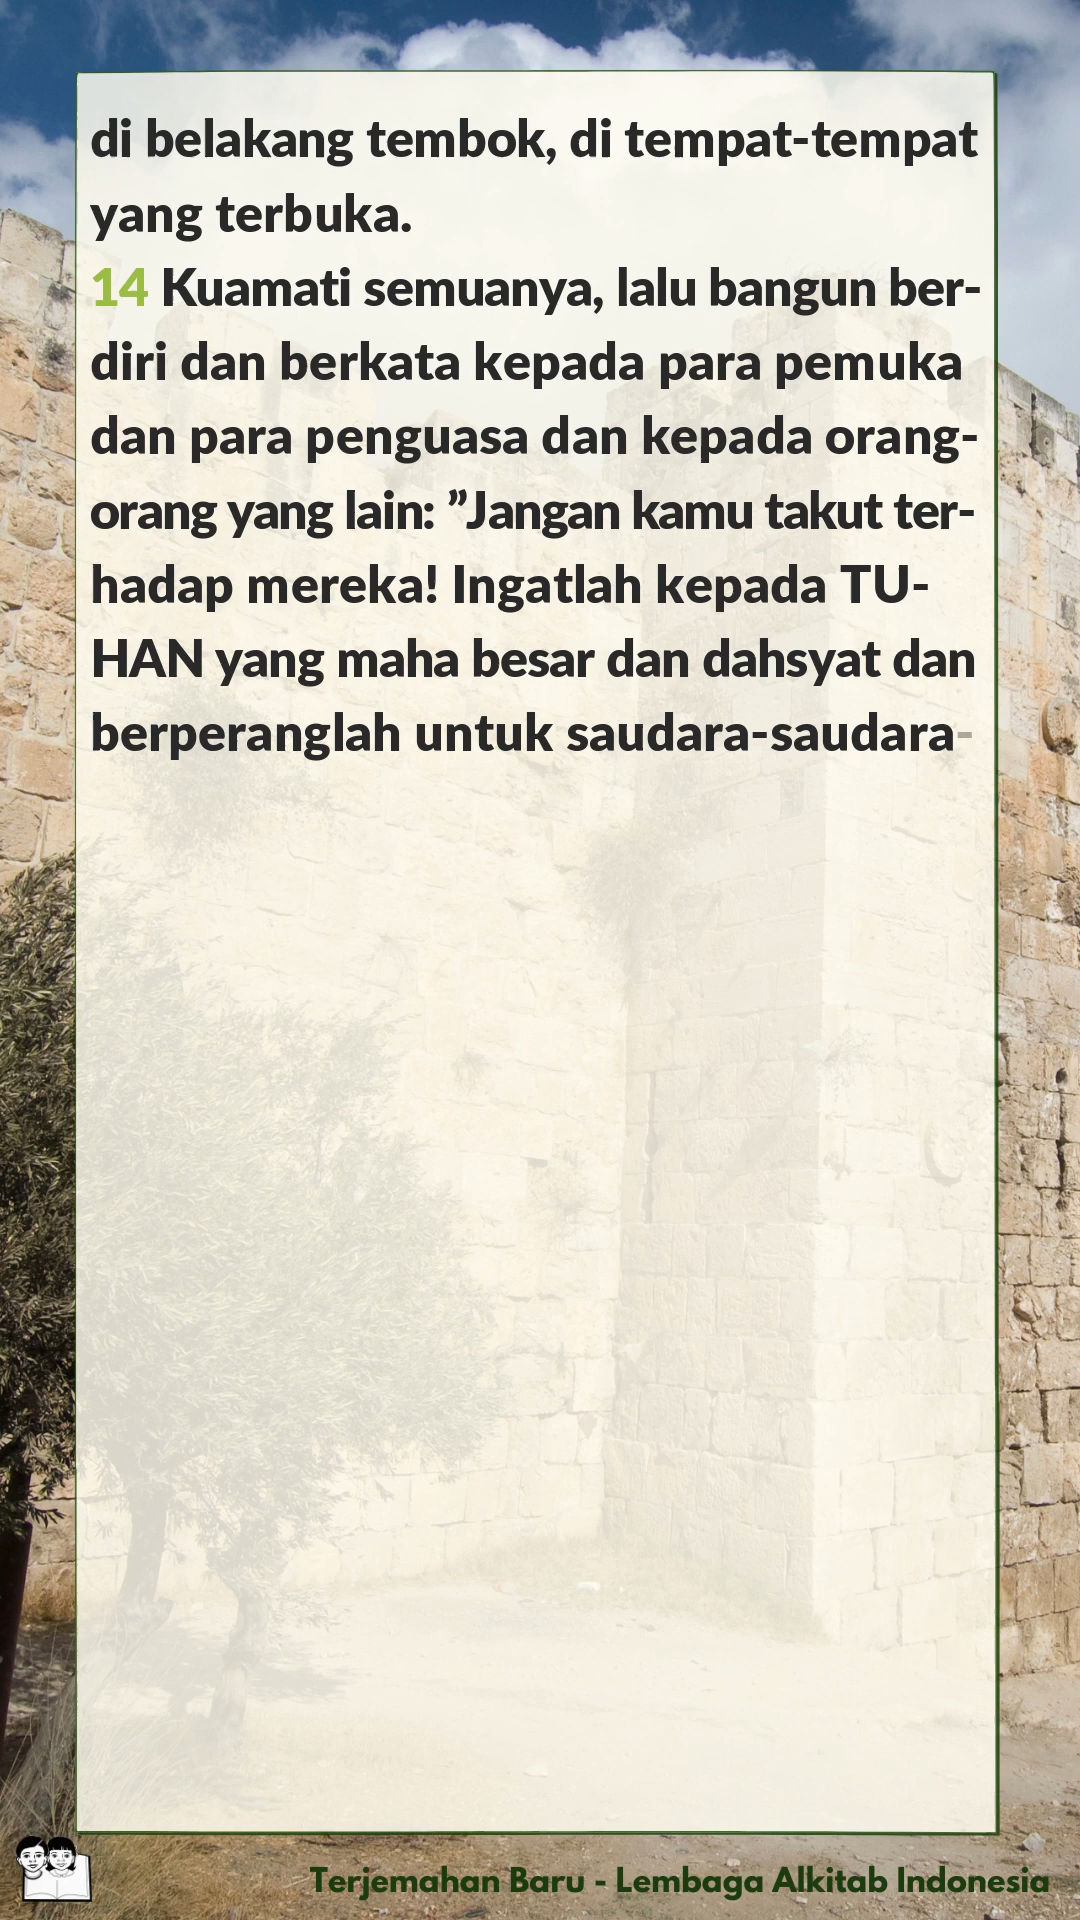 di belakang tembok, di tempat-tempat
yang terbuka.
14 Kuamati semuanya, lalu bangun ber-
diri dan berkata kepada para pemuka
dan para penguasa dan kepada orang-
orang yang lain: ”Jangan kamu takut ter-
hadap mereka! Ingatlah kepada TU-
HAN yang maha besar dan dahsyat dan
berperanglah untuk saudara-saudara-
Terjemahan Baru - Lembaga Alkitab Indonesia